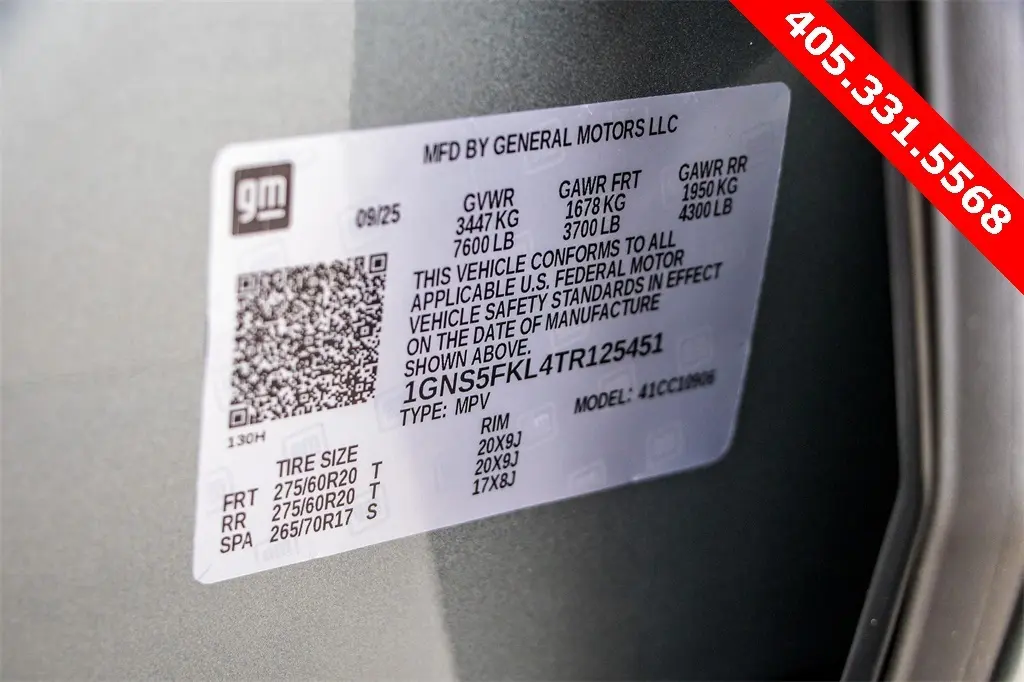 405.331.5568
MFD BY GENERAL MOTORS LLC
gm
09/25
GVWR
3447 KG
7600 LB
GAWR FRT
1678 KG
3700 LB
GAWR RR
1950 KG
4300 LB
THIS VEHICLE CONFORMS TO ALL
APPLICABLE U.S. FEDERAL MOTOR
VEHICLE SAFETY STANDARDS IN EFFECT
ON THE DATE OF MANUFACTURE
SHOWN ABOVE.
1GNS5FKL4TR125451
TYPE: MPV MODEL: 41CC10906
130H
TIRE SIZE RIM
FRT 275/60R20 T 20X9J
RR 275/60R20 T 20X9J
SPA 265/70R17 S 17X8J